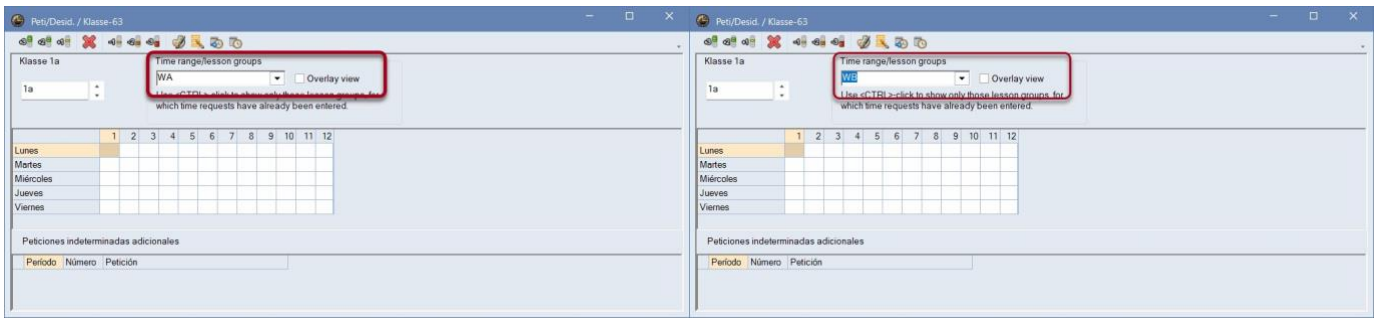 Peti/Desid. / Klasse-63
Klasse 1a
Time range/lesson groups
WA
Overlay view
1a
Use <CTRL>-click to show only those lesson groups, for
which time requests have already been entered.
1 2 3 4 5 6 7 8 9 10 11 12
Lunes
Martes
Miércoles
Jueves
Viernes
Peticiones indeterminadas adicionales
Período Número Petición
Peti/Desid. / Klasse-63
Klasse 1a
Time range/lesson groups
WB
Overlay view
1a
Use <CTRL>-click to show only those lesson groups, for
which time requests have already been entered.
1 2 3 4 5 6 7 8 9 10 11 12
Lunes
Martes
Miércoles
Jueves
Viernes
Peticiones indeterminadas adicionales
Período Número Petición